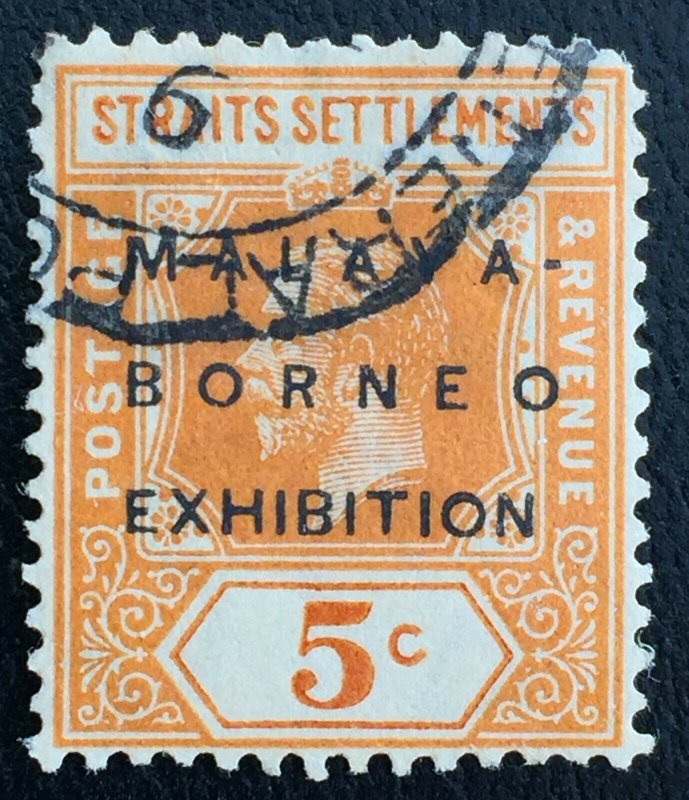 STRAITS SETTLEMENTS
POSTAGE
& REVENUE
MALAYA-
BORNEO
EXHIBITION
5c